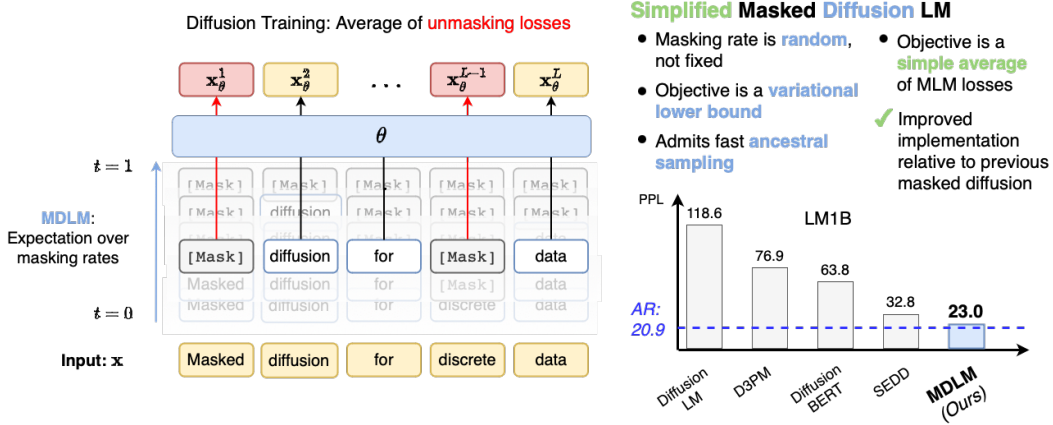 Diffusion Training: Average of unmasking losses
x_θ^1 x_θ^2 ... x_θ^{L-1} x_θ^L
θ
t = 1
[Mask] [Mask] [Mask] [Mask] [Mask]
[Mask] diffusion [Mask] [Mask] [Mask]
MDLM:
Expectation over
masking rates
[Mask] diffusion for [Mask] data
Masked diffusion for [Mask] data
t = 0
Masked diffusion for discrete data
Input: x
Masked diffusion for discrete data
Simplified Masked Diffusion LM
• Masking rate is random,
not fixed
• Objective is a variational
lower bound
• Admits fast ancestral
sampling
• Objective is a
simple average
of MLM losses
✓ Improved
implementation
relative to previous
masked diffusion
PPL
LM1B
118.6
76.9
63.8
32.8
23.0
AR:
20.9
Diffusion
LM
D3PM
Diffusion
BERT
SEDD
MDLM
(Ours)